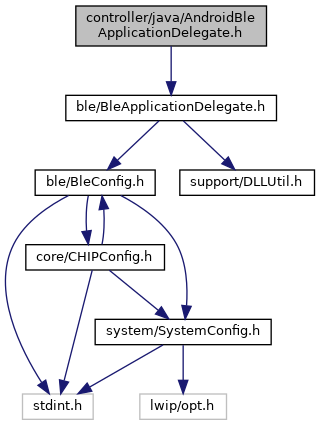 controller/java/AndroidBle
ApplicationDelegate.h
ble/BleApplicationDelegate.h
ble/BleConfig.h
support/DLLUtil.h
core/CHIPConfig.h
system/SystemConfig.h
stdint.h
lwip/opt.h